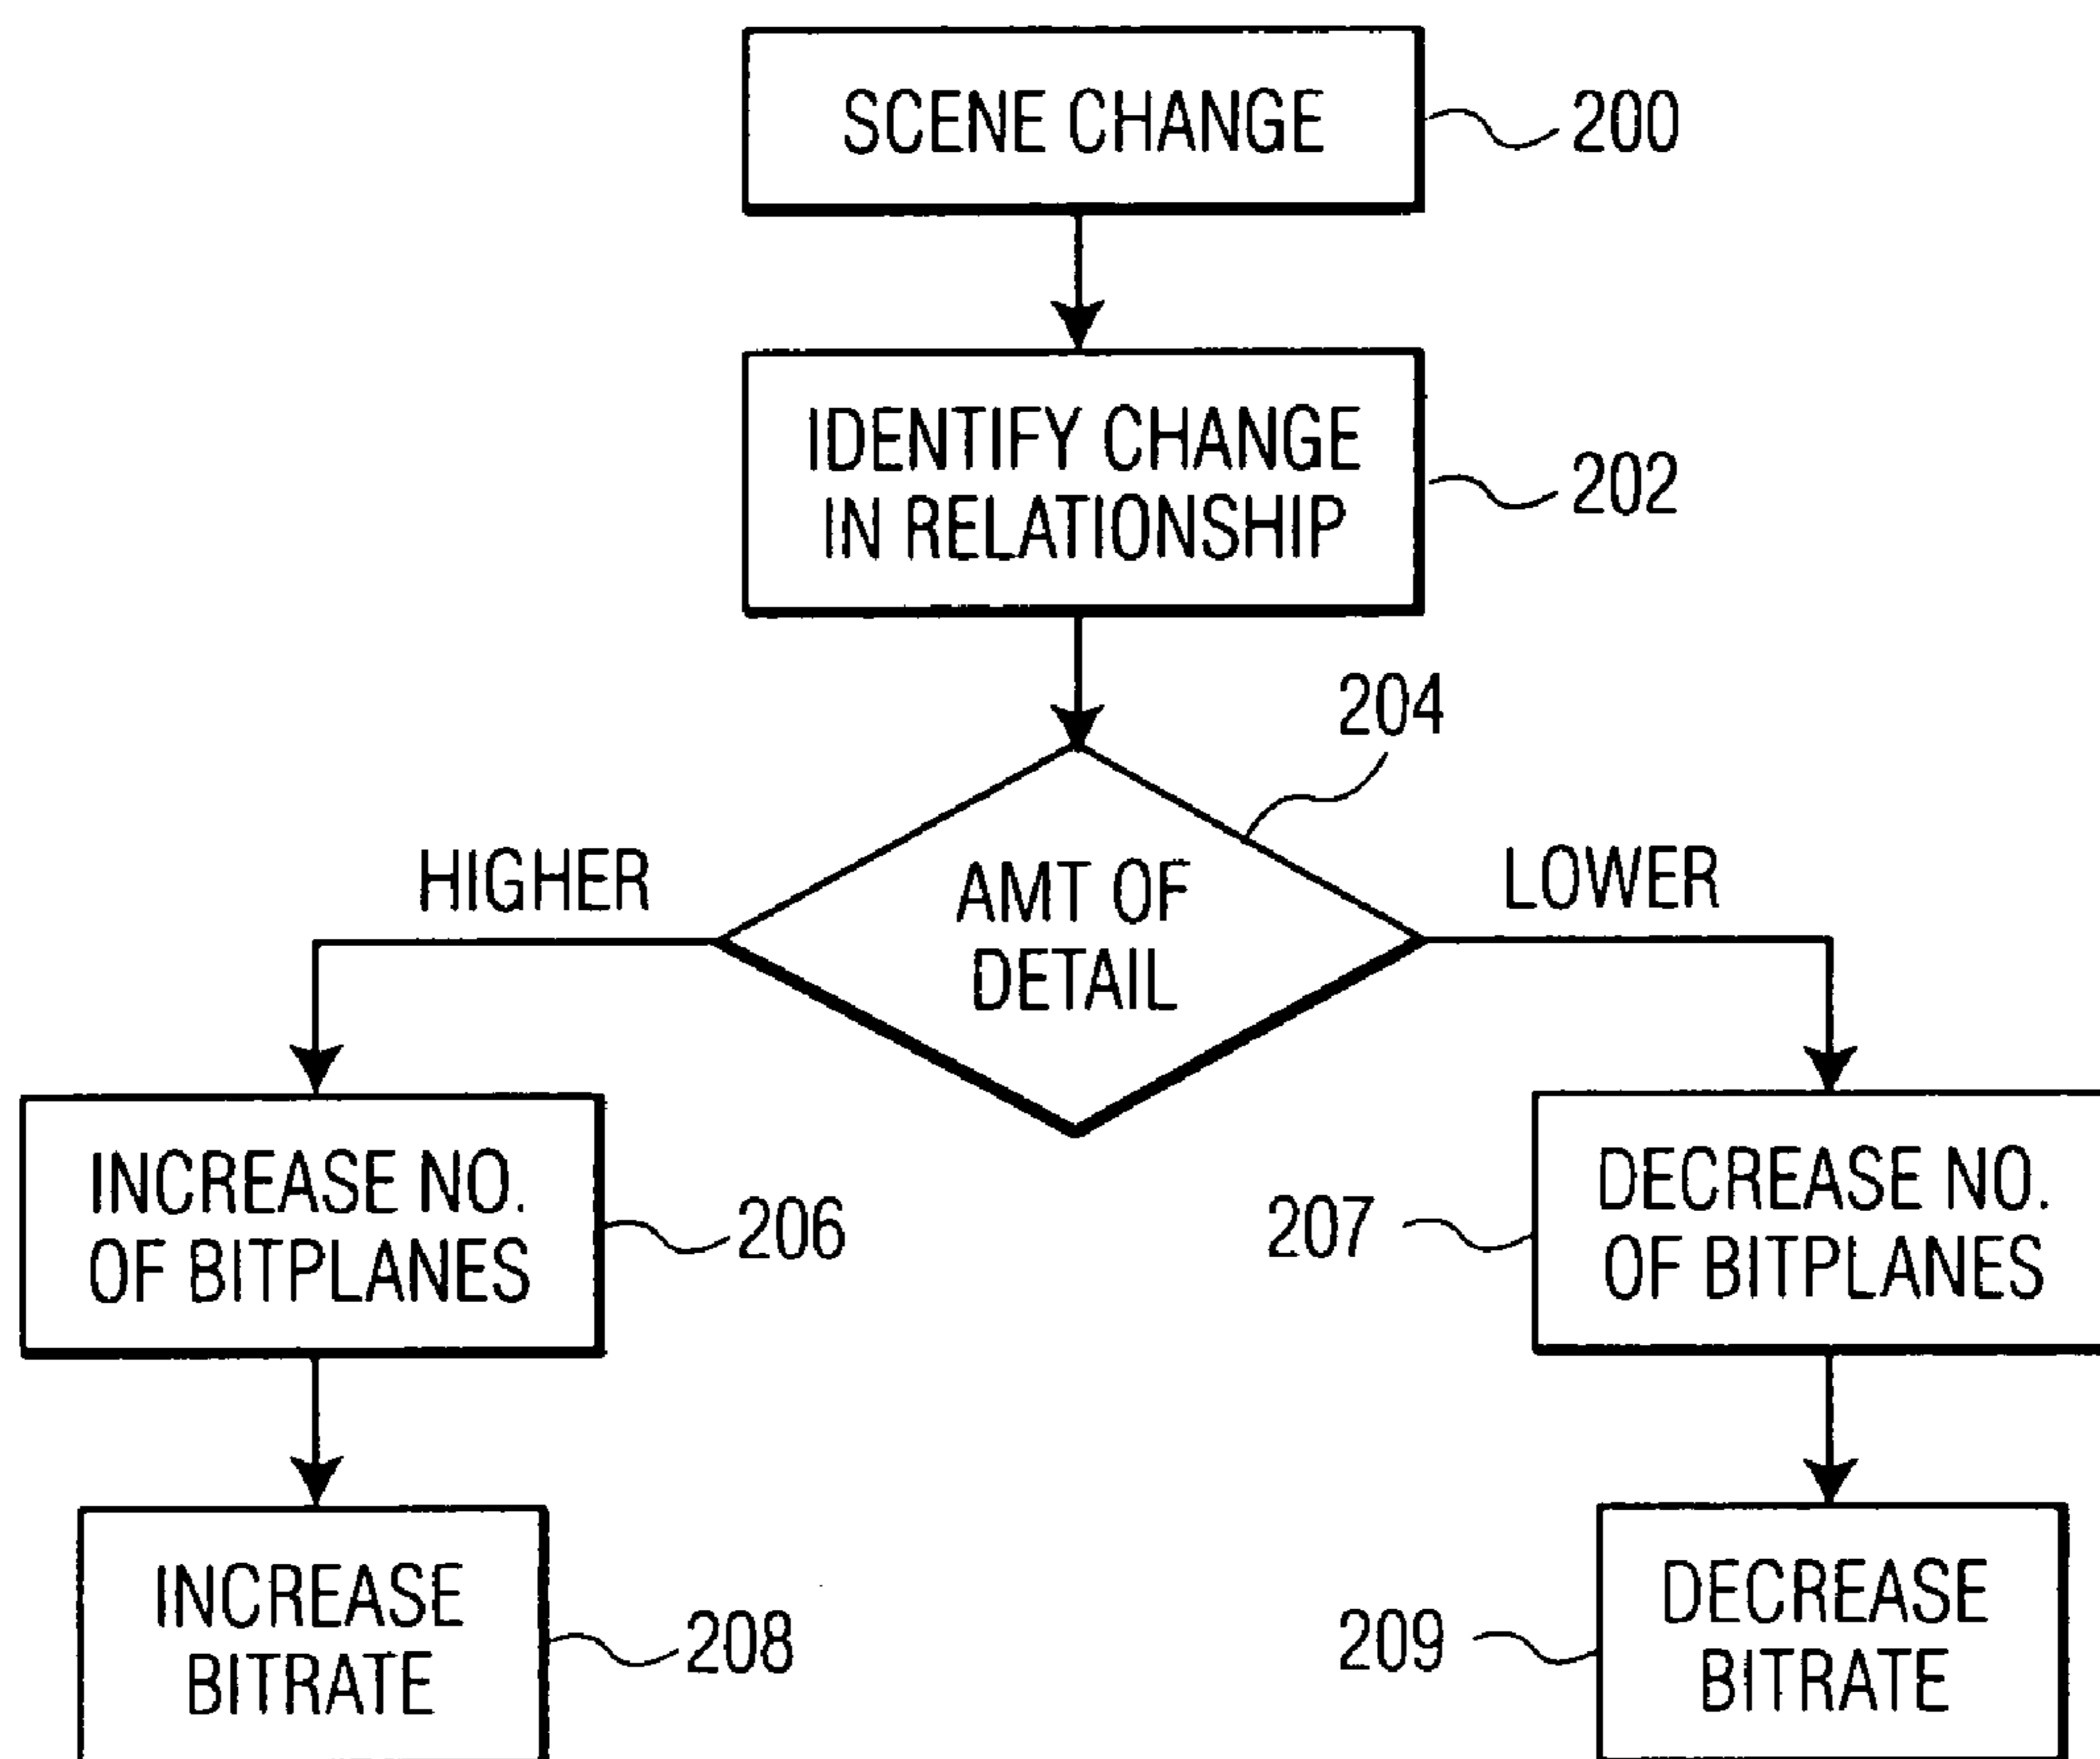 SCENE CHANGE
200
IDENTIFY CHANGE
IN RELATIONSHIP
202
204
HIGHER
AMT OF
DETAIL
LOWER
INCREASE NO.
OF BITPLANES
206
207
DECREASE NO.
OF BITPLANES
INCREASE
BITRATE
208
209
DECREASE
BITRATE